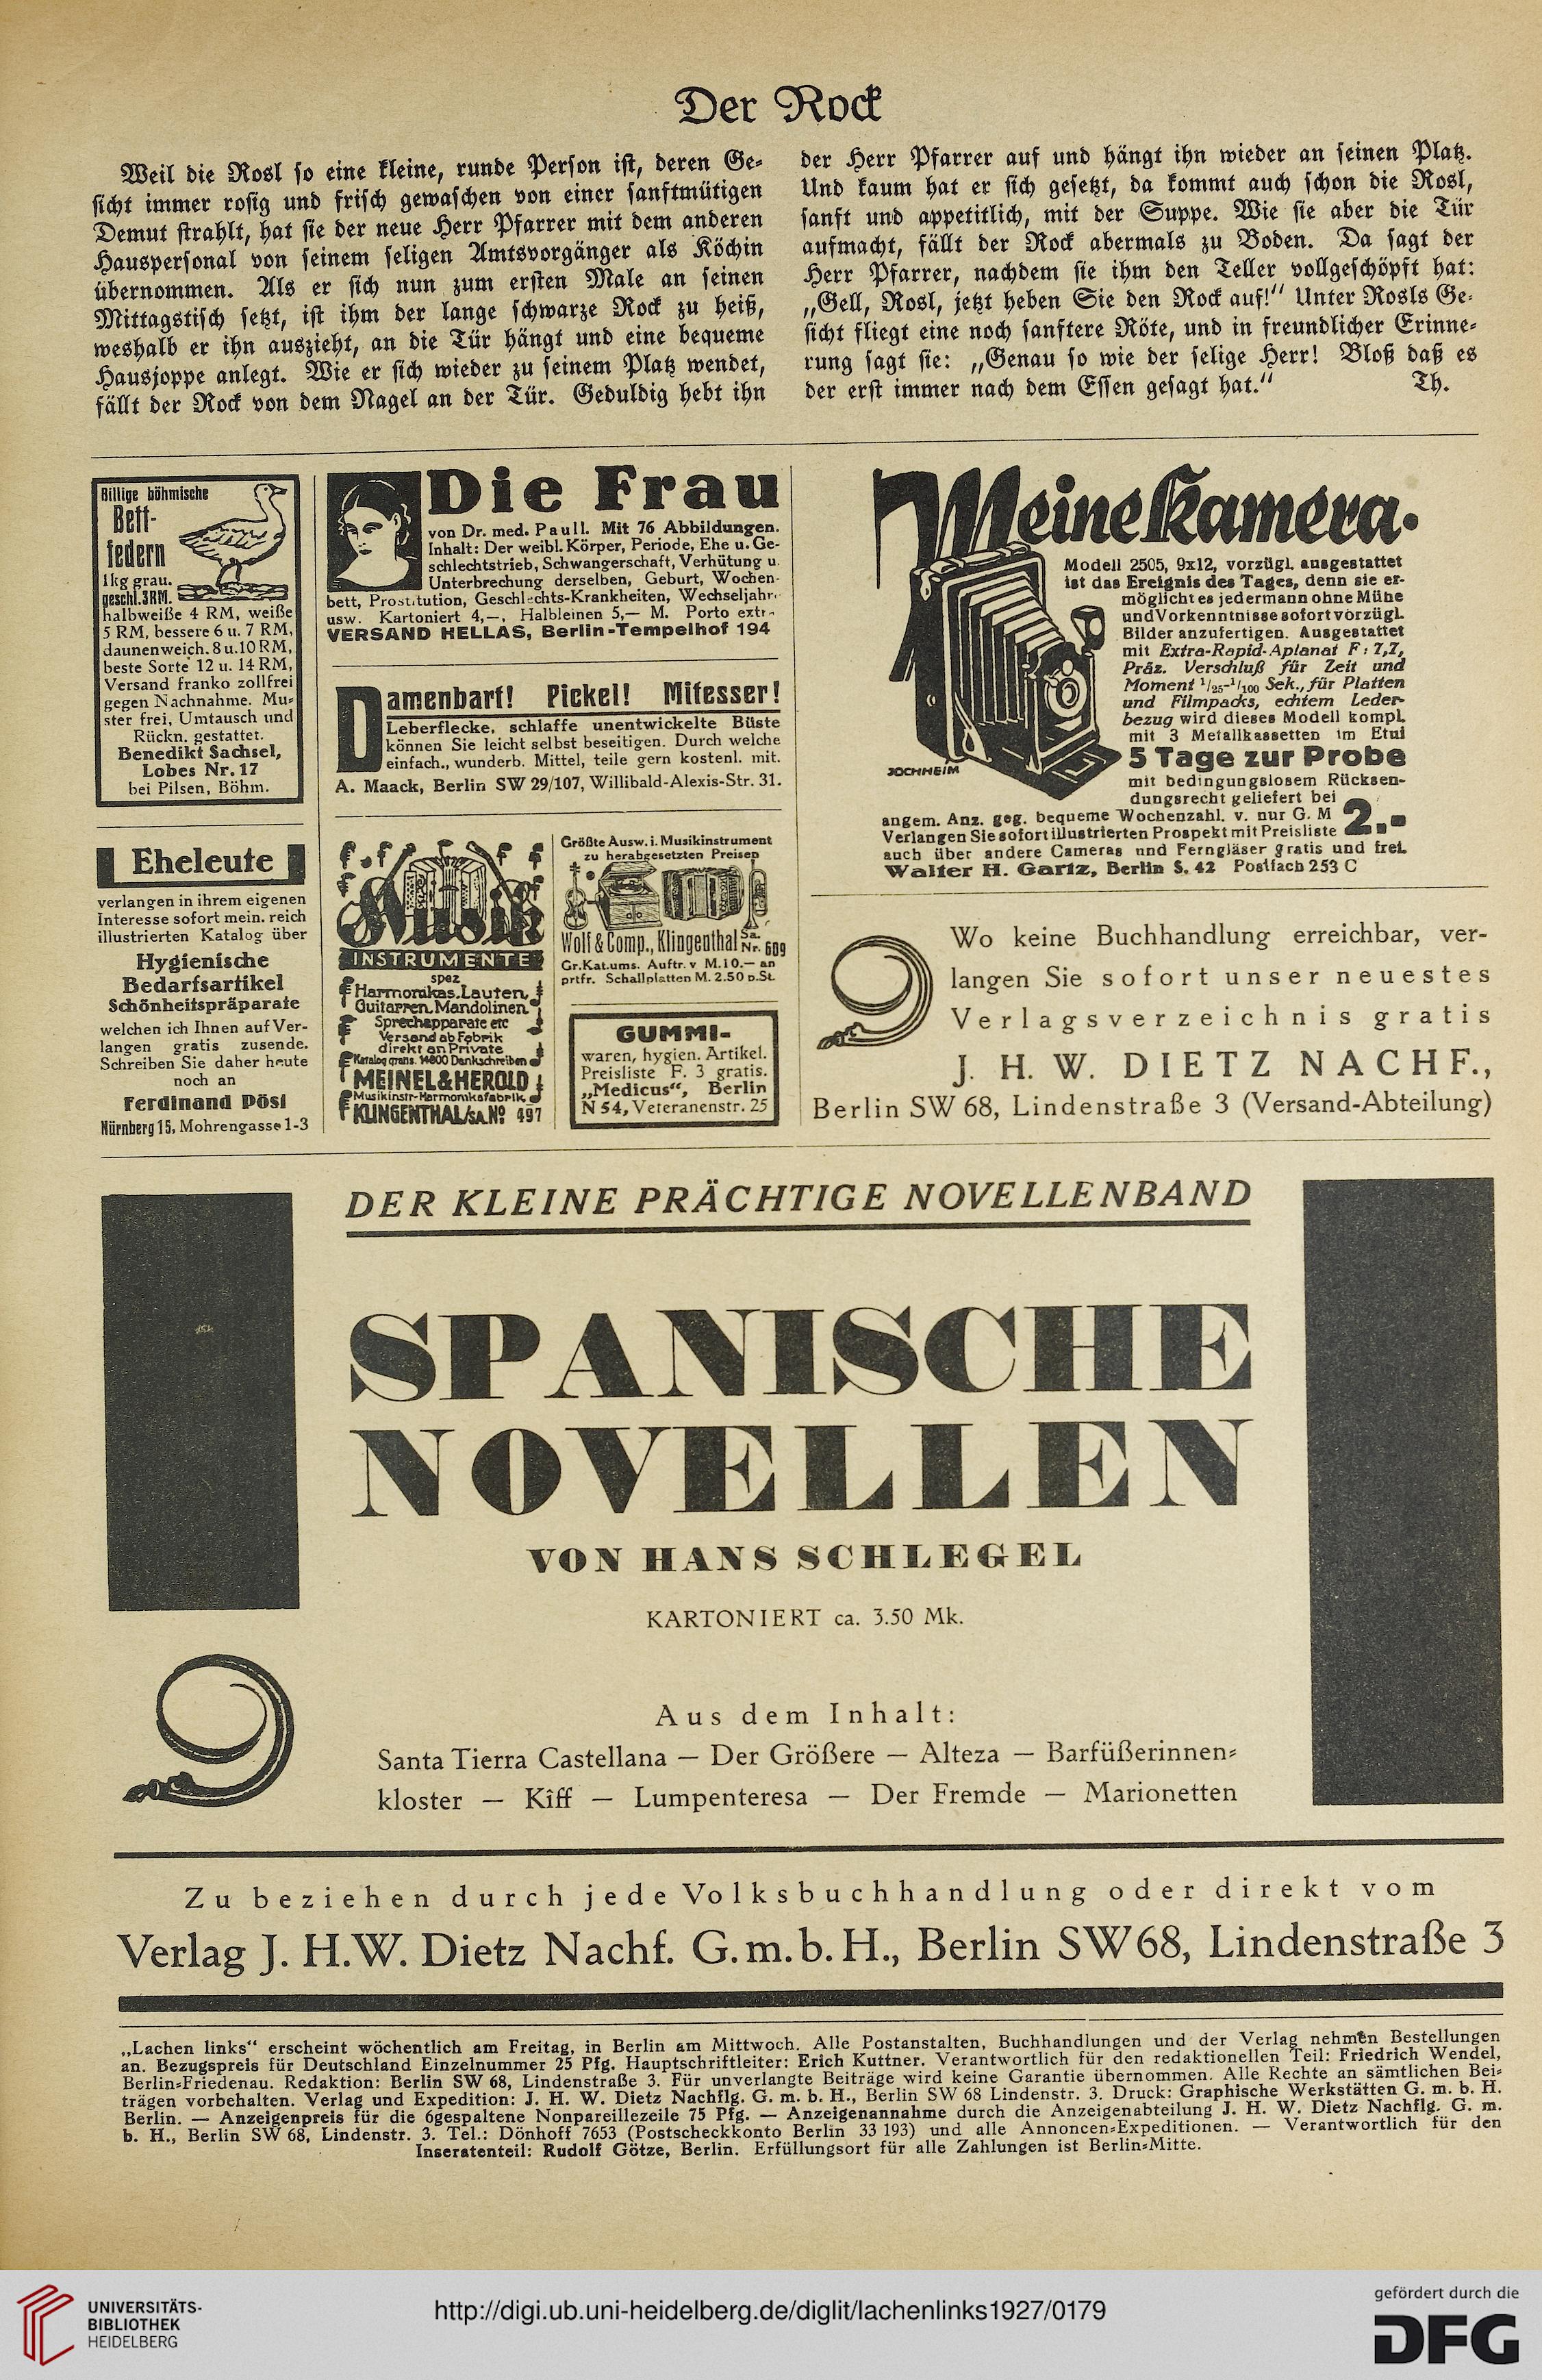 Der Rock
Weil die Rosl so eine kleine, runde Person ist, deren Ge-
sicht immer rosig und frisch gewaschen von einer sanftmütigen
Demut strahlt, hat sie der neue Herr Pfarrer mit dem anderen
Hauspersonal von seinem seligen Amtsvorgänger als Köchin
übernommen. Als er sich nun zum ersten Male an seinen
Mittagstisch setzt, ist ihm der lange schwarze Rock zu heiß,
weshalb er ihn auszieht, an die Tür hängt und eine bequeme
Hausjoppe anlegt. Wie er sich wieder zu seinem Platz wendet,
fällt der Rock von dem Nagel an der Tür. Geduldig hebt ihn
der Herr Pfarrer auf und hängt ihn wieder an seinen Platz.
Und kaum hat er sich gesetzt, da kommt auch schon die Rosl,
sanft und appetitlich, mit der Suppe. Wie sie aber die Tür
aufmacht, fällt der Rock abermals zu Boden. Da sagt der
Herr Pfarrer, nachdem sie ihm den Teller vollgeschöpft hat:
„Gell, Rosl, jetzt heben Sie den Rock auf!“ Unter Rosls Ge-
sicht fliegt eine noch sanftere Röte, und in freundlicher Erinne-
rung sagt sie: „Genau so wie der selige Herr! Bloß daß es
der erst immer nach dem Essen gesagt hat.“ Th.
Billige böhmische
Bett-
federn
1 kg grau.
geschl. 3 RM.
halbweiße 4 RM, weiße
5 RM, bessere 6 u. 7 RM,
daunenweich. 8 u. 10 RM,
beste Sorte 12 u. 14 RM,
Versand franko zollfrei
gegen Nachnahme. Mu-
ster frei, Umtausch und
Rückn. gestattet.
Benedikt Sachsel,
Lobes Nr. 17
bei Pilsen, Böhm.
Eheleute
verlangen in ihrem eigenen
Interesse sofort mein. reich
illustrierten Katalog über
Hygienische
Bedarfsartikel
Schönheitspräparate
welchen ich Ihnen auf Ver-
langen gratis zusende.
Schreiben Sie daher heute
noch an
Ferdinand Pösl
Nürnberg 15, Mohrengasse 1-3
Die Frau
von Dr. med. Paull. Mit 76 Abbildungen.
Inhalt: Der weibl. Körper, Periode, Ehe u. Ge-
schlechtstrieb, Schwangerschaft, Verhütung u.
Unterbrechung derselben, Geburt, Wochen-
bett, Prostitution, Geschlechts-Krankheiten, Wechseljahre
usw. Kartoniert 4,—, Halbleinen 5,— M. Porto extra
VERSAND HELLAS, Berlin-Tempelhof 194
Damenbart! Pickel! Mitesser!
Leberflecke, schlaffe unentwickelte Büste
können Sie leicht selbst beseitigen. Durch welche
einfach., wunderb. Mittel, teile gern kostenl. mit.
A. Maack, Berlin SW 29/107, Willibald-Alexis-Str. 31.
Musik
INSTRUMENTE
spez.
Harmonikas, Lauten,
Guitarren, Mandolinen
Sprechapparate etc
Versand ab Fabrik
direkt an Private
Katalog gratis. 14800 Dankschreiben
MEINEL & HEROLD
Musikinstr-Harmonikafabrik
KLINGENTHAL/SA. Nº 497
Größte Ausw. i. Musikinstrument
zu herabgesetzten Preisen
Wolf & Comp., Klingenthal Sa. Nr. 609
Gr. Kat. ums. Auftr. v M.10.— an
prtfr. Schallplatten M. 2.50 p. St.
GUMMI-
waren, hygien. Artikel.
Preisliste F. 3 gratis.
„Medicus“, Berlin
N 54, Veteranenstr. 25
Meine Kamera.
Modell 2505, 9x12, vorzügl. ausgestattet
ist das Ereignis des Tages, denn sie er-
möglicht es jedermann ohne Mühe
und Vorkenntnisse sofort vorzügl.
Bilder anzufertigen. Ausgestattet
mit Extra-Rapid-Aplanat F: 7,7,
Präz. Verschluß für Zeit und
Moment 1/25-1/100 Sek., für Platten
und Filmpacks, echtem Leder-
bezug wird dieses Modell kompl.
mit 3 Metallkassetten im Etui
5 Tage zur Probe
mit bedingungslosem Rücksen-
dungsrecht geliefert bei
angem. Anz. geg. bequeme Wochenzahl. v. nur G. M 2.-
Verlangen Sie sofort illustrierten Prospekt mit Preisliste
auch über andere Cameras und Ferngläser gratis und frei.
Walter H. Gartz, Berlin S. 42 Postfach 253 C
JOCHHEIM
Wo keine Buchhandlung erreichbar, ver-
langen Sie sofort unser neuestes
Verlagsverzeichnis gratis
J. H. W. DIETZ NACHF.,
Berlin SW 68, Lindenstraße 3 (Versand-Abteilung)
DER KLEINE PRÄCHTIGE NOVELLENBAND
SPANISCHE
NOVELLEN
VON HANS SCHLEGEL
KARTONIERT ca. 3.50 Mk.
Aus dem Inhalt:
Santa Tierra Castellana — Der Größere — Alteza — Barfüßerinnen-
kloster — Kîff — Lumpenteresa — Der Fremde — Marionetten
Zu beziehen durch jede Volksbuchhandlung oder direkt vom
Verlag J. H. W. Dietz Nachf. G. m. b. H., Berlin SW 68, Lindenstraße 3
„Lachen links“ erscheint wöchentlich am Freitag, in Berlin am Mittwoch. Alle Postanstalten, Buchhandlungen und der Verlag nehmen Bestellungen
an. Bezugspreis für Deutschland Einzelnummer 25 Pfg. Hauptschriftleiter: Erich Kuttner. Verantwortlich für den redaktionellen Teil: Friedrich Wendel,
Berlin-Friedenau. Redaktion: Berlin SW 68, Lindenstraße 3. Für unverlangte Beiträge wird keine Garantie übernommen. Alle Rechte an sämtlichen Bei-
trägen vorbehalten. Verlag und Expedition: J. H. W. Dietz Nachflg. G. m. b. H., Berlin SW 68 Lindenstr. 3. Druck: Graphische Werkstätten G. m. b. H.
Berlin. — Anzeigenpreis für die 6gespaltene Nonpareillezeile 75 Pfg. — Anzeigenannahme durch die Anzeigenabteilung J. H. W. Dietz Nachflg. G. m.
b. H., Berlin SW 68, Lindenstr. 3. Tel.: Dönhoff 7653 (Postscheckkonto Berlin 33 193) und alle Annoncen-Expeditionen. — Verantwortlich für den
Inseratenteil: Rudolf Götze, Berlin. Erfüllungsort für alle Zahlungen ist Berlin-Mitte.
UNIVERSITÄTS-
BIBLIOTHEK
HEIDELBERG
http://digi.ub.uni-heidelberg.de/diglit/lachenlinks1927/0179
gefördert durch die
DFG